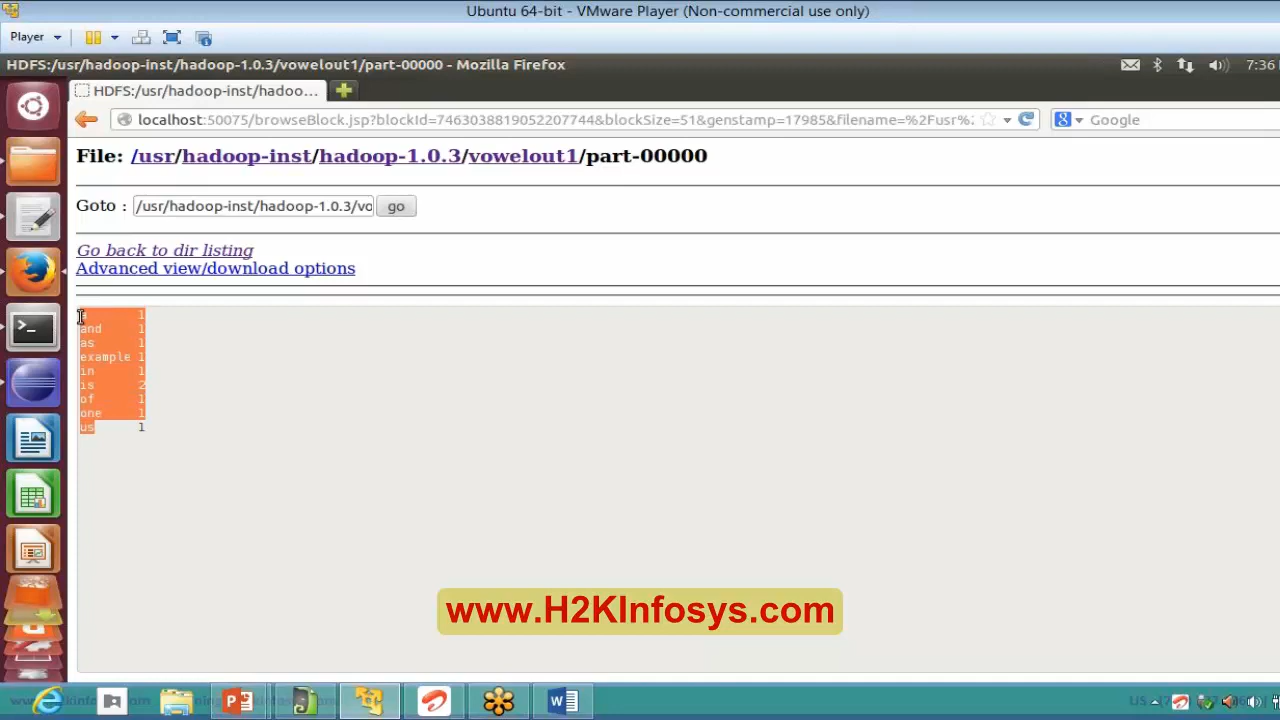 Ubuntu 64-bit - VMware Player (Non-commercial use only)
Player
HDFS:/usr/hadoop-inst/hadoop-1.0.3/vowelout1/part-00000 - Mozilla Firefox
7:36
HDFS:/usr/hadoop-inst/hadoo...
localhost:50075/browseBlock.jsp?blockId=7463038819052207744&blockSize=51&genstamp=17985&filename=%2Fusr%2
Google
File: /usr/hadoop-inst/hadoop-1.0.3/vowelout1/part-00000
Goto : /usr/hadoop-inst/hadoop-1.0.3/vo go
Go back to dir listing
Advanced view/download options
a 1
and 1
as 1
example 1
in 1
is 2
of 1
one 1
us 1
www.H2KInfosys.com
US